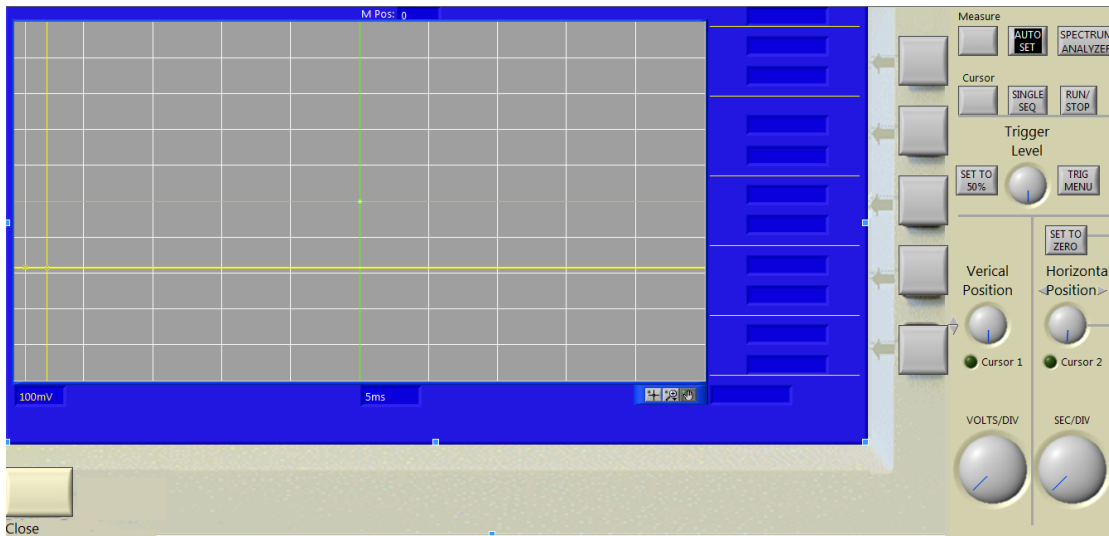 M Pos: 0
100mV
5ms
Measure
AUTO
SET
SPECTRUM
ANALYZER
Cursor
SINGLE
SEQ
RUN/
STOP
Trigger
Level
SET TO
50%
TRIG
MENU
SET TO
ZERO
Verical
Position
Horizonta
Position
Cursor 1
Cursor 2
VOLTS/DIV
SEC/DIV
Close